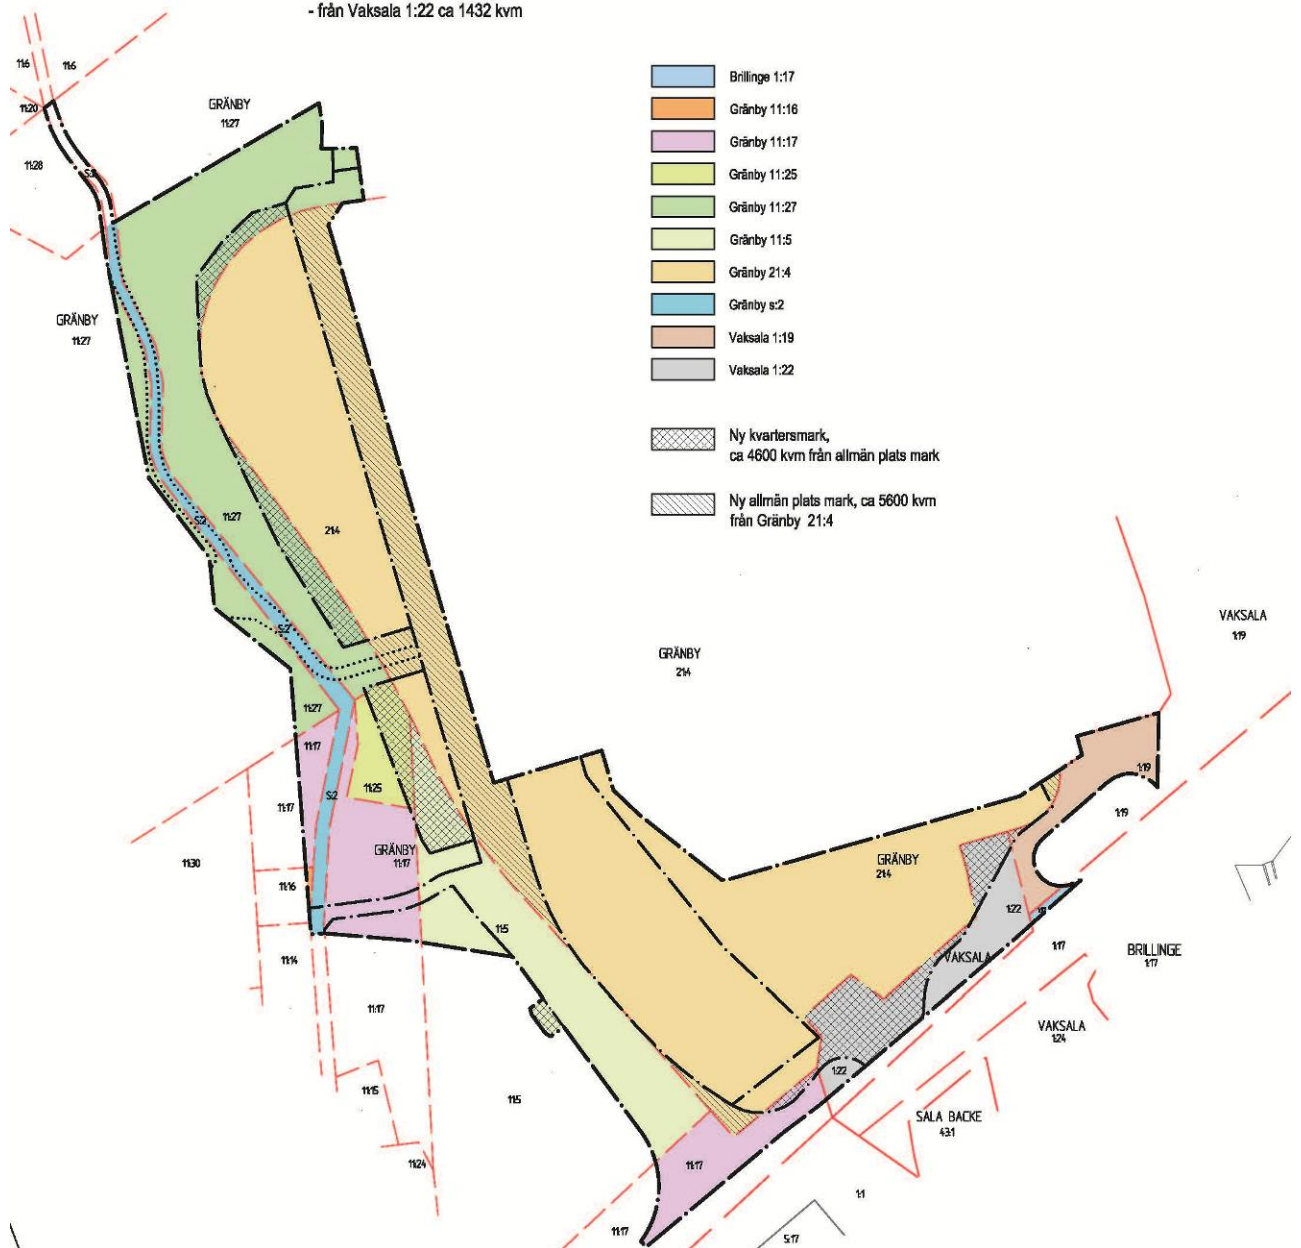 - från Vaksala 1:22 ca 1432 kvm
11:6
11:6
Brillinge 1:17
11:20
GRÄNBY
11:27
Gränby 11:16
Gränby 11:17
11:28
S:2
Gränby 11:25
Gränby 11:27
Gränby 11:5
Gränby 21:4
Gränby s:2
GRÄNBY
11:27
Vaksala 1:19
Vaksala 1:22
Ny kvartersmark,
ca 4600 kvm från allmän plats mark
Ny allmän plats mark, ca 5600 kvm
från Gränby 21:4
S:2
11:27
21:4
VAKSALA
1:19
S:2
GRÄNBY
21:4
11:27
11:17
1:19
11:25
S:2
11:17
1:19
11:30
GRÄNBY
11:17
GRÄNBY
21:4
11:16
1:22
1:17
11:5
1:17
BRILLINGE
1:17
11:14
VAKSALA
11:17
VAKSALA
1:24
1:22
11:15
11:5
SALA BACKE
43:1
11:24
11:17
1:1
11:17
5:17